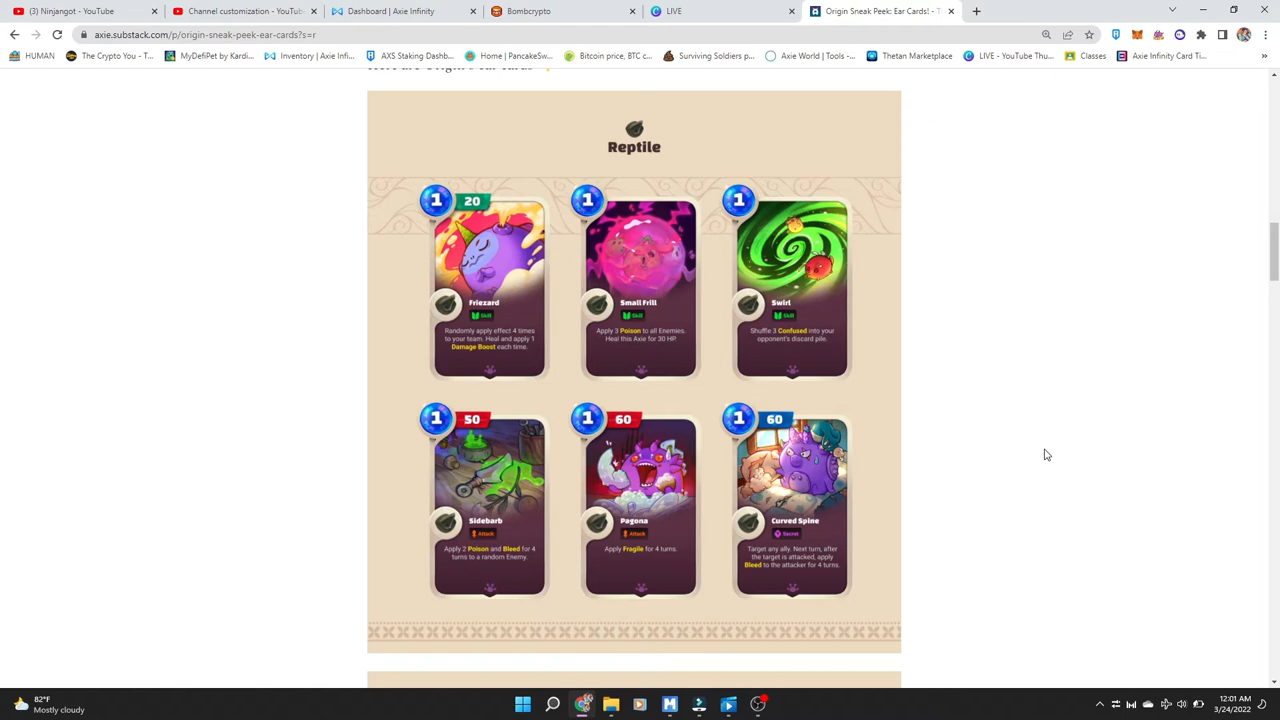 (3) Ninjangot - YouTube
Channel customization - YouTub
Dashboard | Axie Infinity
Bombcrypto
LIVE
Origin Sneak Peek: Ear Cards! - T
axie.substack.com/p/origin-sneak-peek-ear-cards?s=r
HUMAN
The Crypto You - T...
MyDefiPet by Kardi...
Inventory | Axie Infi...
AXS Staking Dashb...
Home | PancakeSw...
Bitcoin price, BTC c...
Surviving Soldiers p...
Axie World | Tools -...
Thetan Marketplace
LIVE - YouTube Thu...
Classes
Axie Infinity Card Ti...
»
Reptile
1 20
Friezard
Skill
Randomly apply effect 4 times
to your team. Heal and apply 1
Damage Boost each time.
1
Small Frill
Skill
Apply 3 Poison to all Enemies.
Heal this Axie for 30 HP.
1
Swirl
Skill
Shuffle 3 Confused into your
opponent's discard pile.
1 50
Sidebarb
Attack
Apply 2 Poison and Bleed for 4
turns to a random Enemy.
1 60
Pogona
Attack
Apply Fragile for 4 turns.
1 60
Curved Spine
Secret
Target any ally. Next turn, after
the target is attacked, apply
Bleed to the attacker for 4 turns.
82°F
Mostly cloudy
12:01 AM
3/24/2022